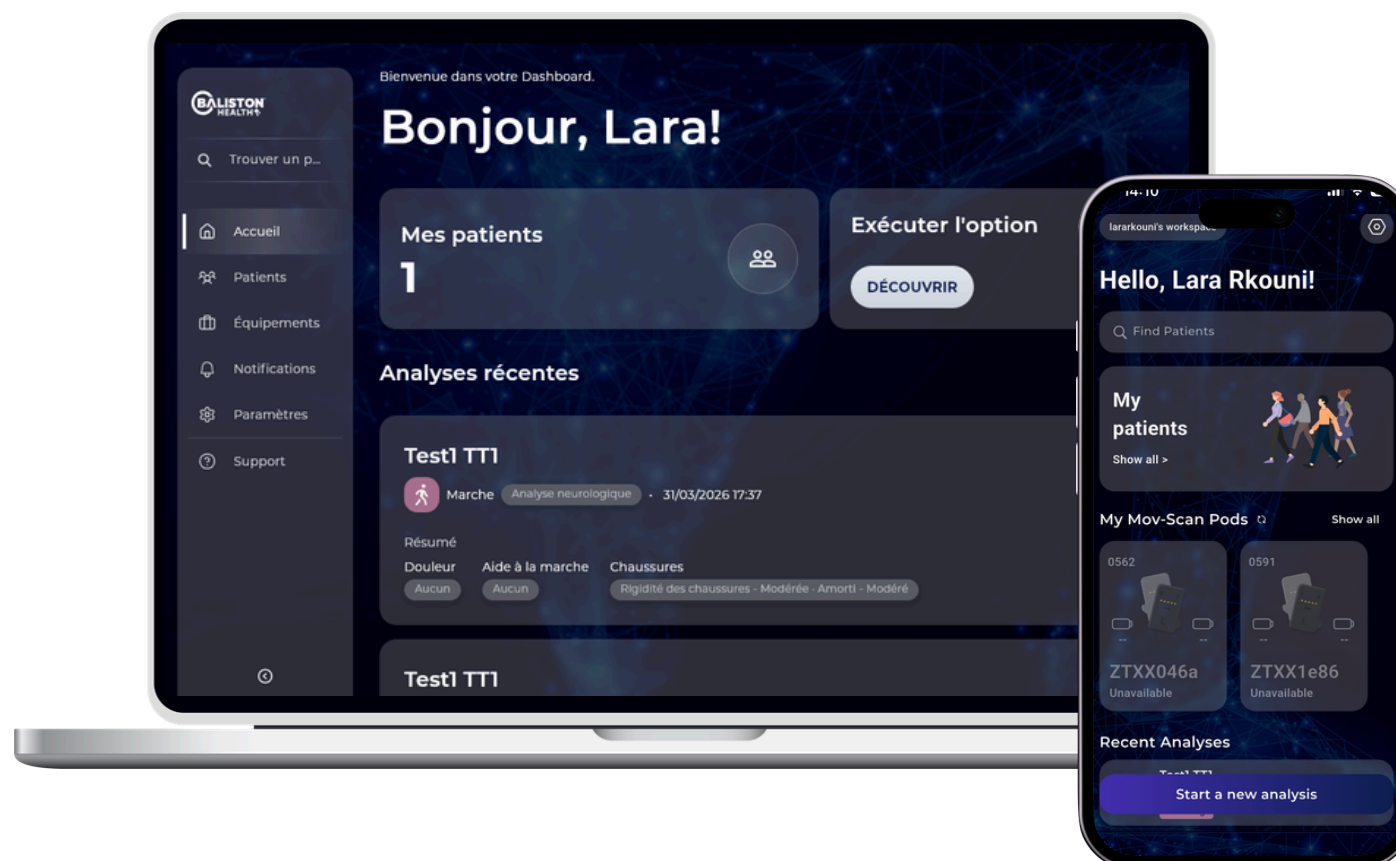 Bienvenue dans votre Dashboard.
Bonjour, Lara!
BALISTON
HEALTH
Trouver un p...
Accueil
Patients
Équipements
Notifications
Paramètres
Support
Mes patients
1
Exécuter l'option
DÉCOUVRIR
Analyses récentes
Test1 TT1
Marche Analyse neurologique · 31/03/2026 17:37
Résumé
Douleur Aide à la marche Chaussures
Aucun Aucun Rigidité des chaussures - Modérée · Amorti - Modéré
Test1 TT1
14:10
lararkouni's workspace
Hello, Lara Rkouni!
Find Patients
My
patients
Show all >
My Mov-Scan Pods Show all
0562 0591
-- -- -- --
ZTXX046a ZTXX1e86
Unavailable Unavailable
Recent Analyses
Test1 TT1
Start a new analysis